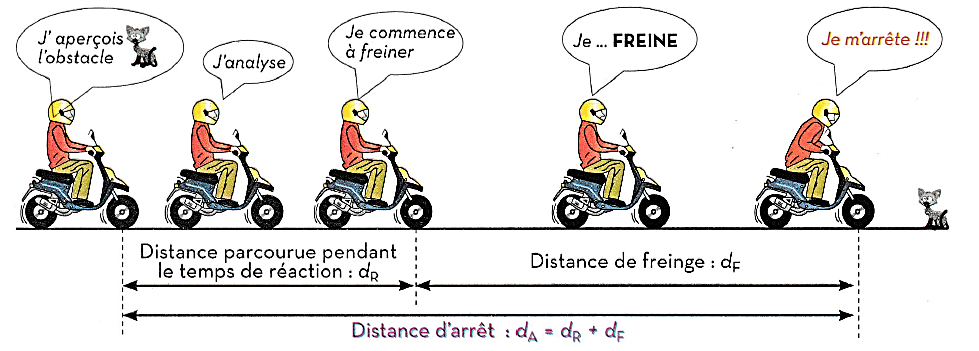 J'aperçois
l'obstacle
J'analyse
Je commence
à freiner
Je ... FREINE
Je m'arrête !!!
Distance parcourue pendant
le temps de réaction : dR
Distance de freinge : dF
Distance d'arrêt : dA = dR + dF